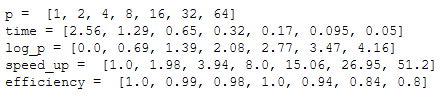 p =  [1, 2, 4, 8, 16, 32, 64]
time = [2.56, 1.29, 0.65, 0.32, 0.17, 0.095, 0.05]
log_p = [0.0, 0.69, 1.39, 2.08, 2.77, 3.47, 4.16]
speed_up =  [1.0, 1.98, 3.94, 8.0, 15.06, 26.95, 51.2]
efficiency =  [1.0, 0.99, 0.98, 1.0, 0.94, 0.84, 0.8]